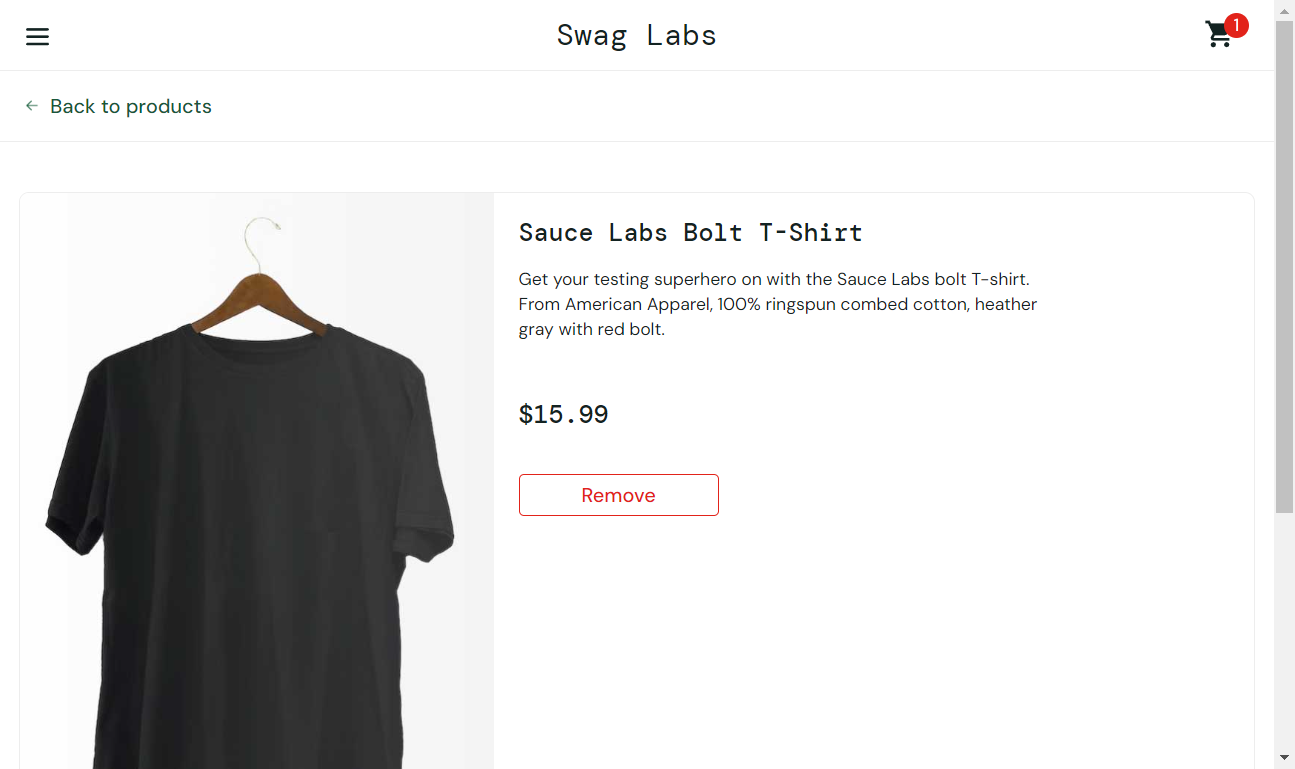 Swag Labs
1
Back to products
Sauce Labs Bolt T-Shirt
Get your testing superhero on with the Sauce Labs bolt T-shirt.
From American Apparel, 100% ringspun combed cotton, heather
gray with red bolt.
$15.99
Remove